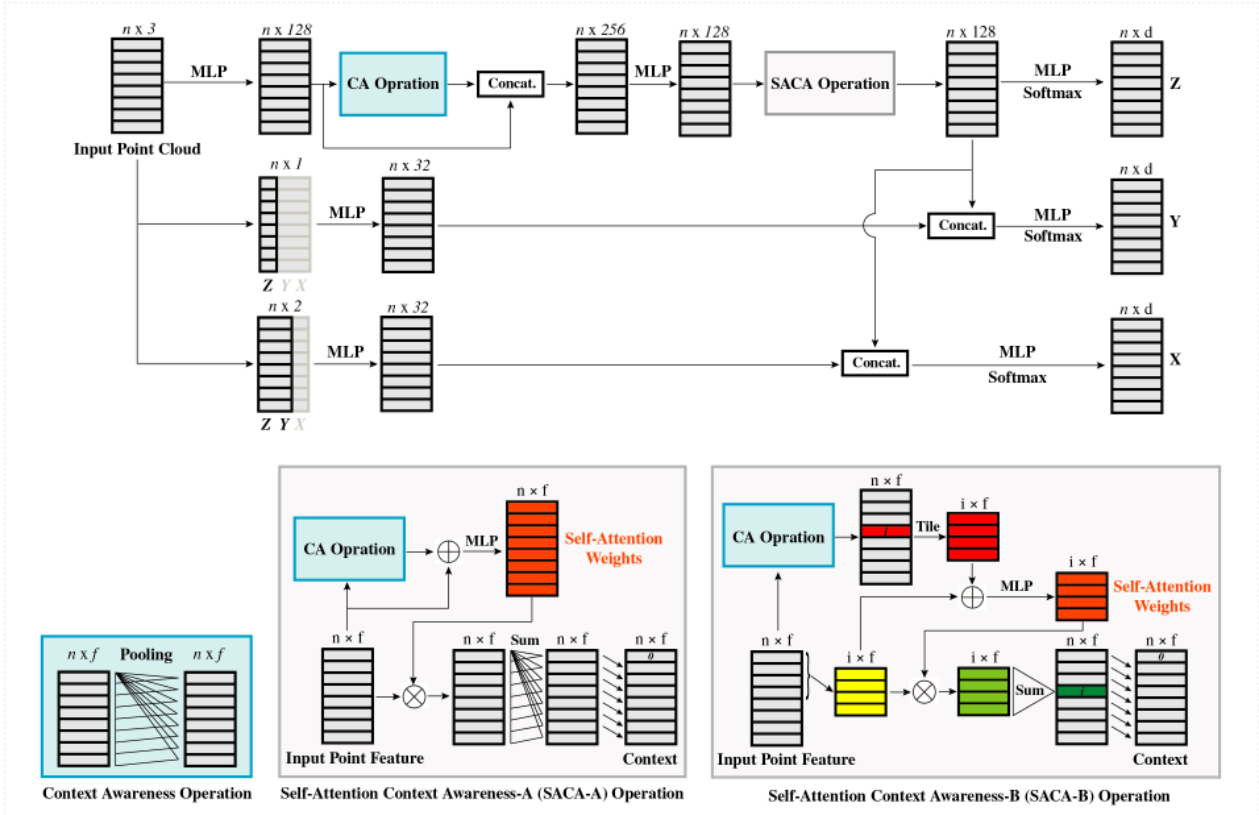 n x 3
n x 128
n x 256
n x 128
n x 128
n x d
MLP
CA Opration
Concat.
MLP
SACA Operation
MLP
Softmax
Z
Input Point Cloud
n x 1
n x 32
n x d
MLP
Concat.
MLP
Softmax
Y
Z Y X
n x 2
n x 32
n x d
MLP
Concat.
MLP
Softmax
X
Z Y X
n x f
Pooling
n x f
Context Awareness Operation
n × f
CA Opration
MLP
Self-Attention
Weights
n × f
n × f
Sum
n × f
n × f
0
Input Point Feature
Context
Self-Attention Context Awareness-A (SACA-A) Operation
n × f
i × f
CA Opration
i
Tile
i × f
MLP
Self-Attention
Weights
n × f
i × f
i × f
n × f
n × f
0
Sum
i
Input Point Feature
Context
Self-Attention Context Awareness-B (SACA-B) Operation